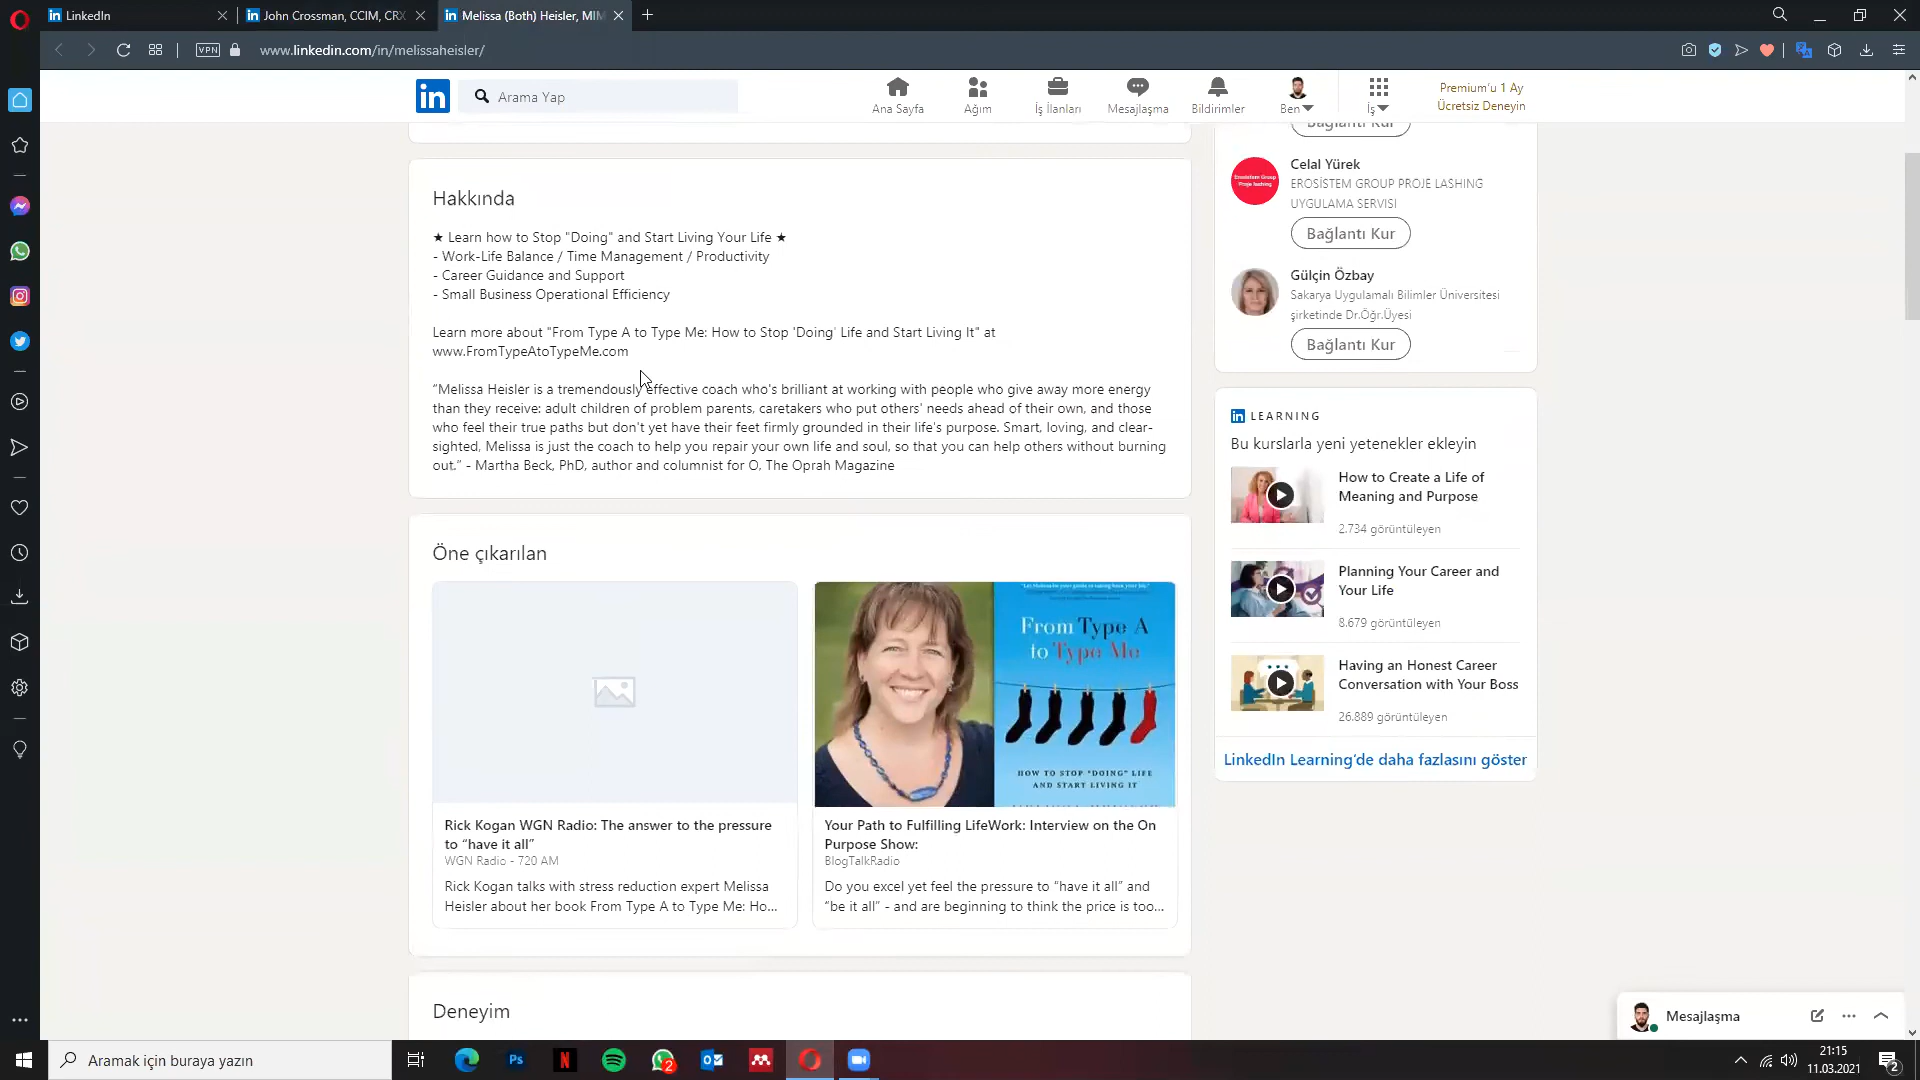 LinkedIn
John Crossman, CCIM, CRX
Melissa (Both) Heisler, MIM
VPN
www.linkedin.com/in/melissaheisler/
in
Arama Yap
Ana Sayfa
Ağım
İş İlanları
Mesajlaşma
Bildirimler
Ben
İş
Premium'u 1 Ay
Ücretsiz Deneyin
Hakkında
★ Learn how to Stop "Doing" and Start Living Your Life ★
- Work-Life Balance / Time Management / Productivity
- Career Guidance and Support
- Small Business Operational Efficiency
Learn more about "From Type A to Type Me: How to Stop 'Doing' Life and Start Living It" at
www.FromTypeAtoTypeMe.com
"Melissa Heisler is a tremendously effective coach who's brilliant at working with people who give away more energy
than they receive: adult children of problem parents, caretakers who put others' needs ahead of their own, and those
who feel their true paths but don't yet have their feet firmly grounded in their life's purpose. Smart, loving, and clear-
sighted, Melissa is just the coach to help you repair your own life and soul, so that you can help others without burning
out." - Martha Beck, PhD, author and columnist for O, The Oprah Magazine
Öne çıkarılan
From Type A
to Type Me
HOW TO STOP "DOING" LIFE
AND START LIVING IT
Rick Kogan WGN Radio: The answer to the pressure
to "have it all"
WGN Radio - 720 AM
Rick Kogan talks with stress reduction expert Melissa
Heisler about her book From Type A to Type Me: Ho...
Your Path to Fulfilling LifeWork: Interview on the On
Purpose Show:
BlogTalkRadio
Do you excel yet feel the pressure to "have it all" and
"be it all" - and are beginning to think the price is too...
Deneyim
Bağlantı Kur
Celal Yürek
EROSİSTEM GROUP PROJE LASHING
UYGULAMA SERVISI
Bağlantı Kur
Gülçin Özbay
Sakarya Uygulamalı Bilimler Üniversitesi
şirketinde Dr.Öğr.Üyesi
Bağlantı Kur
in LEARNING
Bu kurslarla yeni yetenekler ekleyin
How to Create a Life of
Meaning and Purpose
2.734 görüntüleyen
Planning Your Career and
Your Life
8.679 görüntüleyen
Having an Honest Career
Conversation with Your Boss
26.889 görüntüleyen
LinkedIn Learning'de daha fazlasını göster
Mesajlaşma
Aramak için buraya yazın
Ps
2
21:15
11.03.2021
2